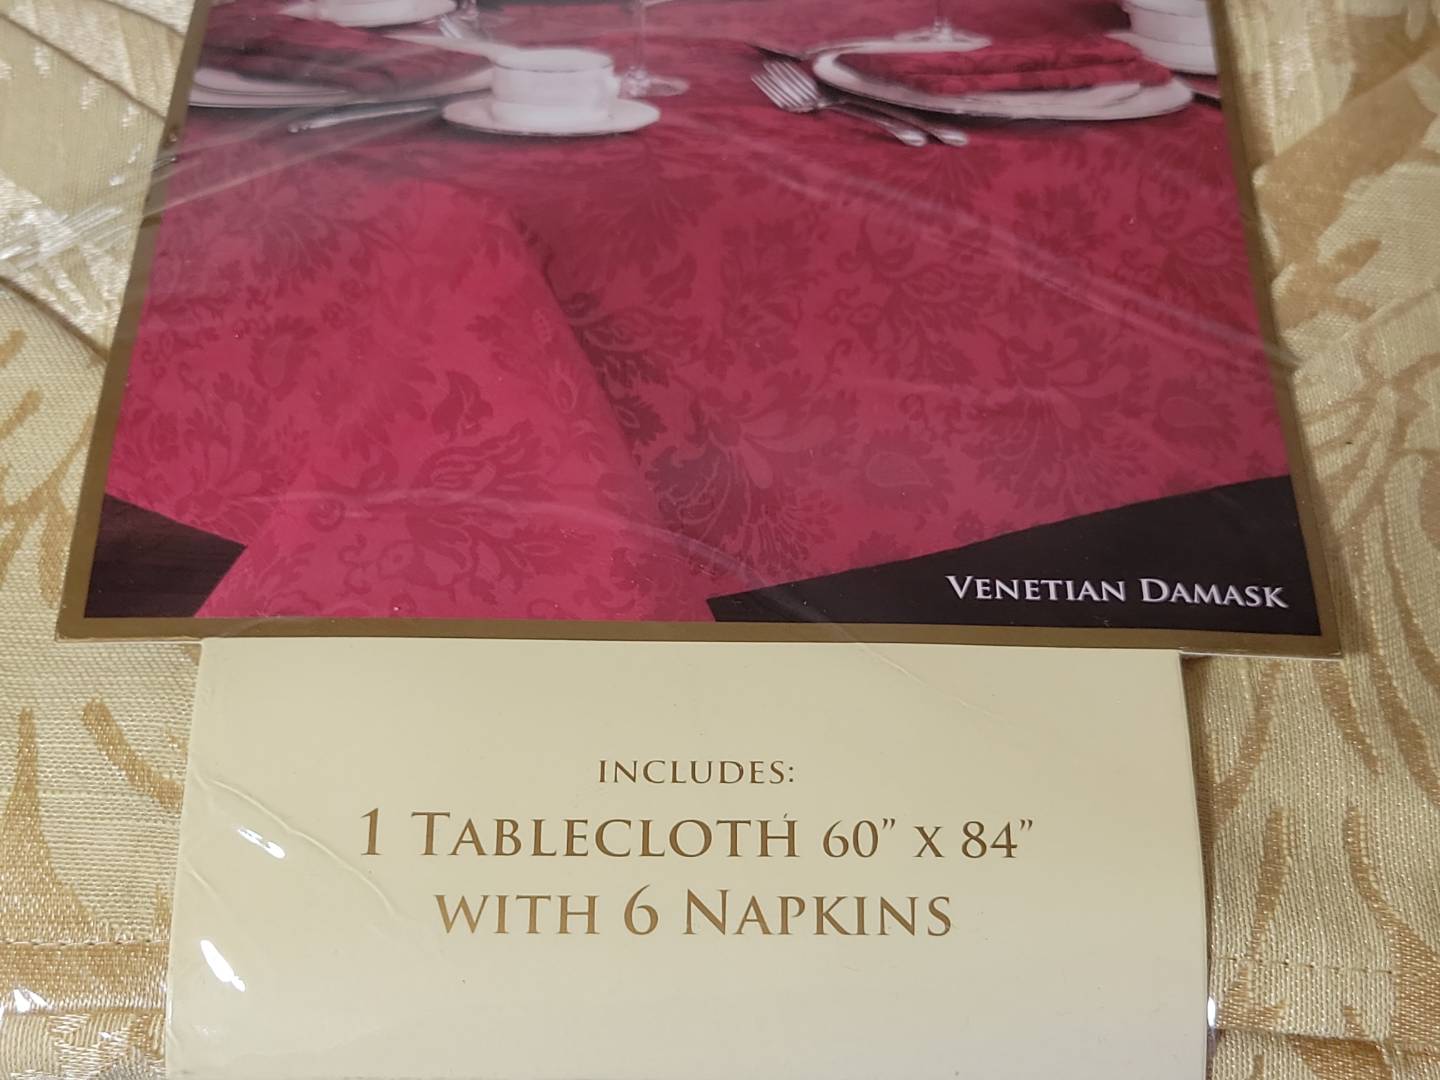 VENETIAN DAMASK
INCLUDES:
1 TABLECLOTH 60” X 84”
WITH 6 NAPKINS